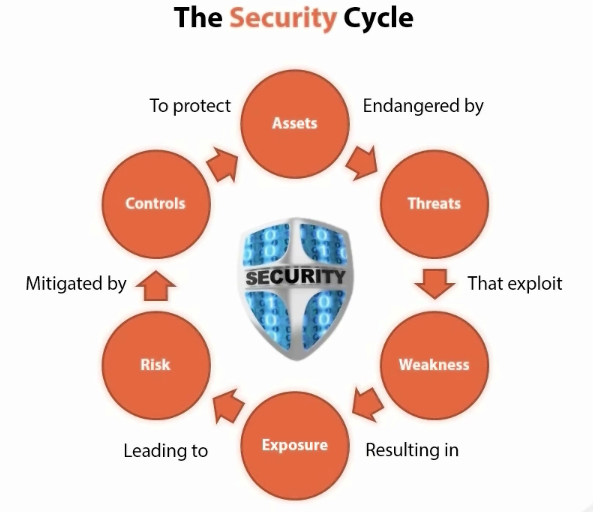 The Security Cycle
To protect
Assets
Endangered by
Controls
Threats
SECURITY
Mitigated by
That exploit
Risk
Weakness
Leading to
Exposure
Resulting in